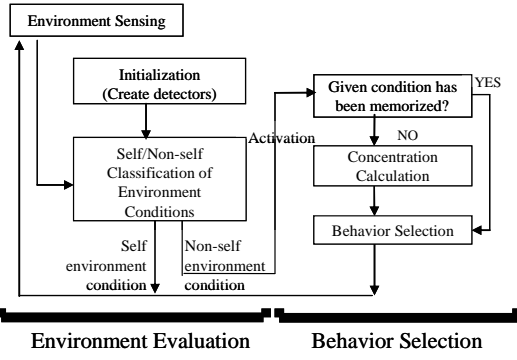 Environment Sensing
Initialization
(Create detectors)
Self/Non-self
Classification of
Environment
Conditions
Self
environment
condition
Non-self
environment
condition
Activation
Given condition has
been memorized?
YES
NO
Concentration
Calculation
Behavior Selection
Environment Evaluation
Behavior Selection